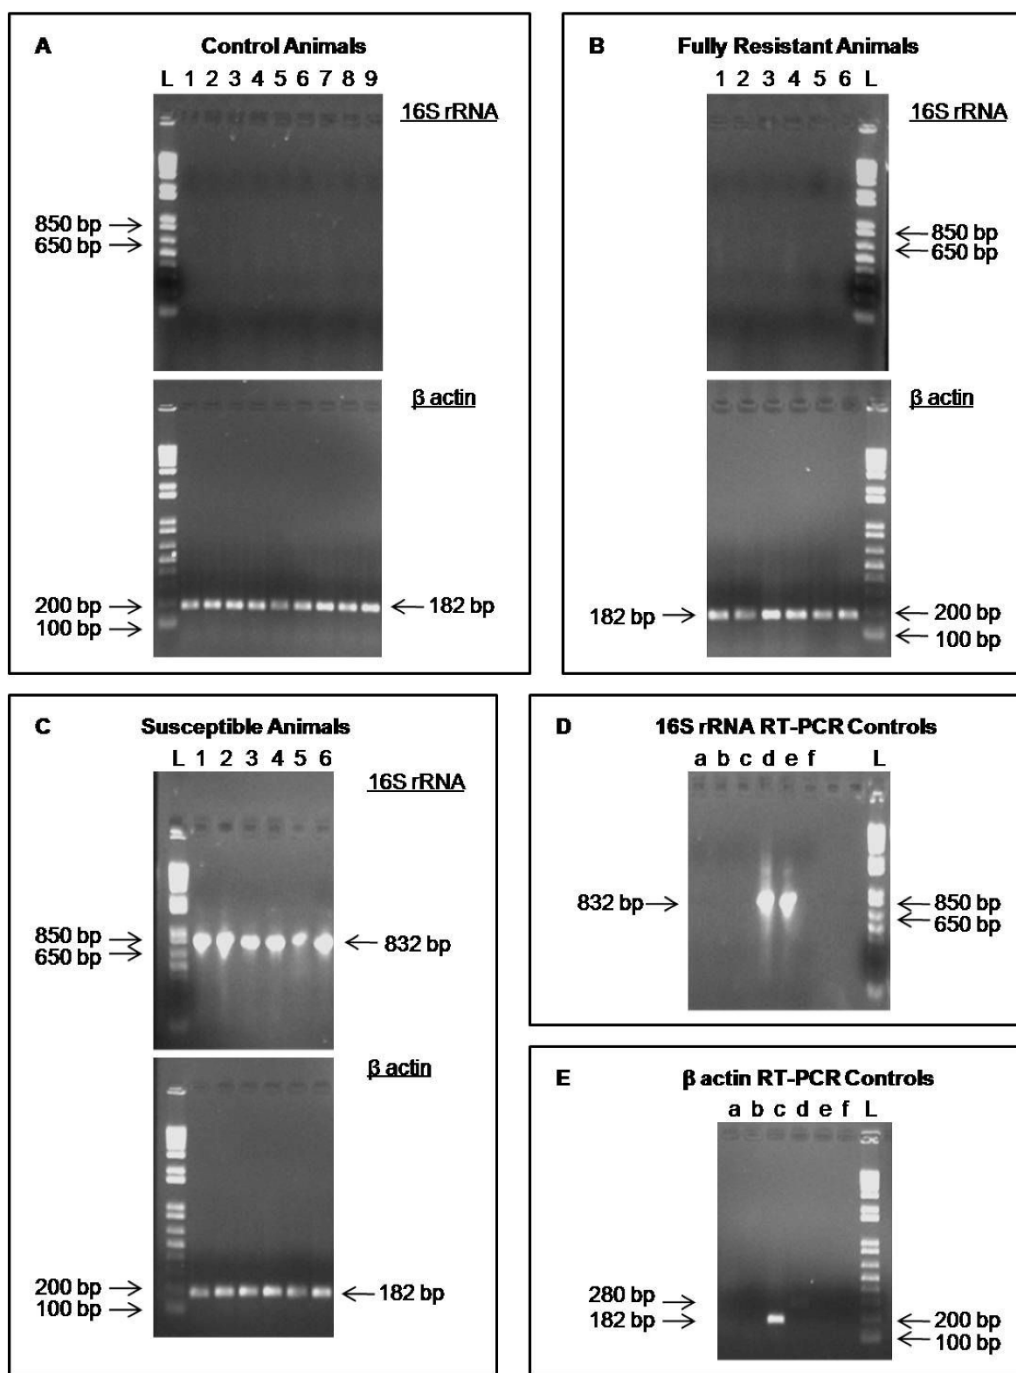 A Control Animals
L 1 2 3 4 5 6 7 8 9
16S rRNA
850 bp
650 bp
β actin
200 bp
182 bp
100 bp
B Fully Resistant Animals
1 2 3 4 5 6 L
16S rRNA
850 bp
650 bp
β actin
182 bp
200 bp
100 bp
C Susceptible Animals
L 1 2 3 4 5 6
16S rRNA
850 bp
832 bp
650 bp
β actin
200 bp
182 bp
100 bp
D 16S rRNA RT-PCR Controls
a b c d e f L
832 bp
850 bp
650 bp
E β actin RT-PCR Controls
a b c d e f L
280 bp
182 bp
200 bp
100 bp